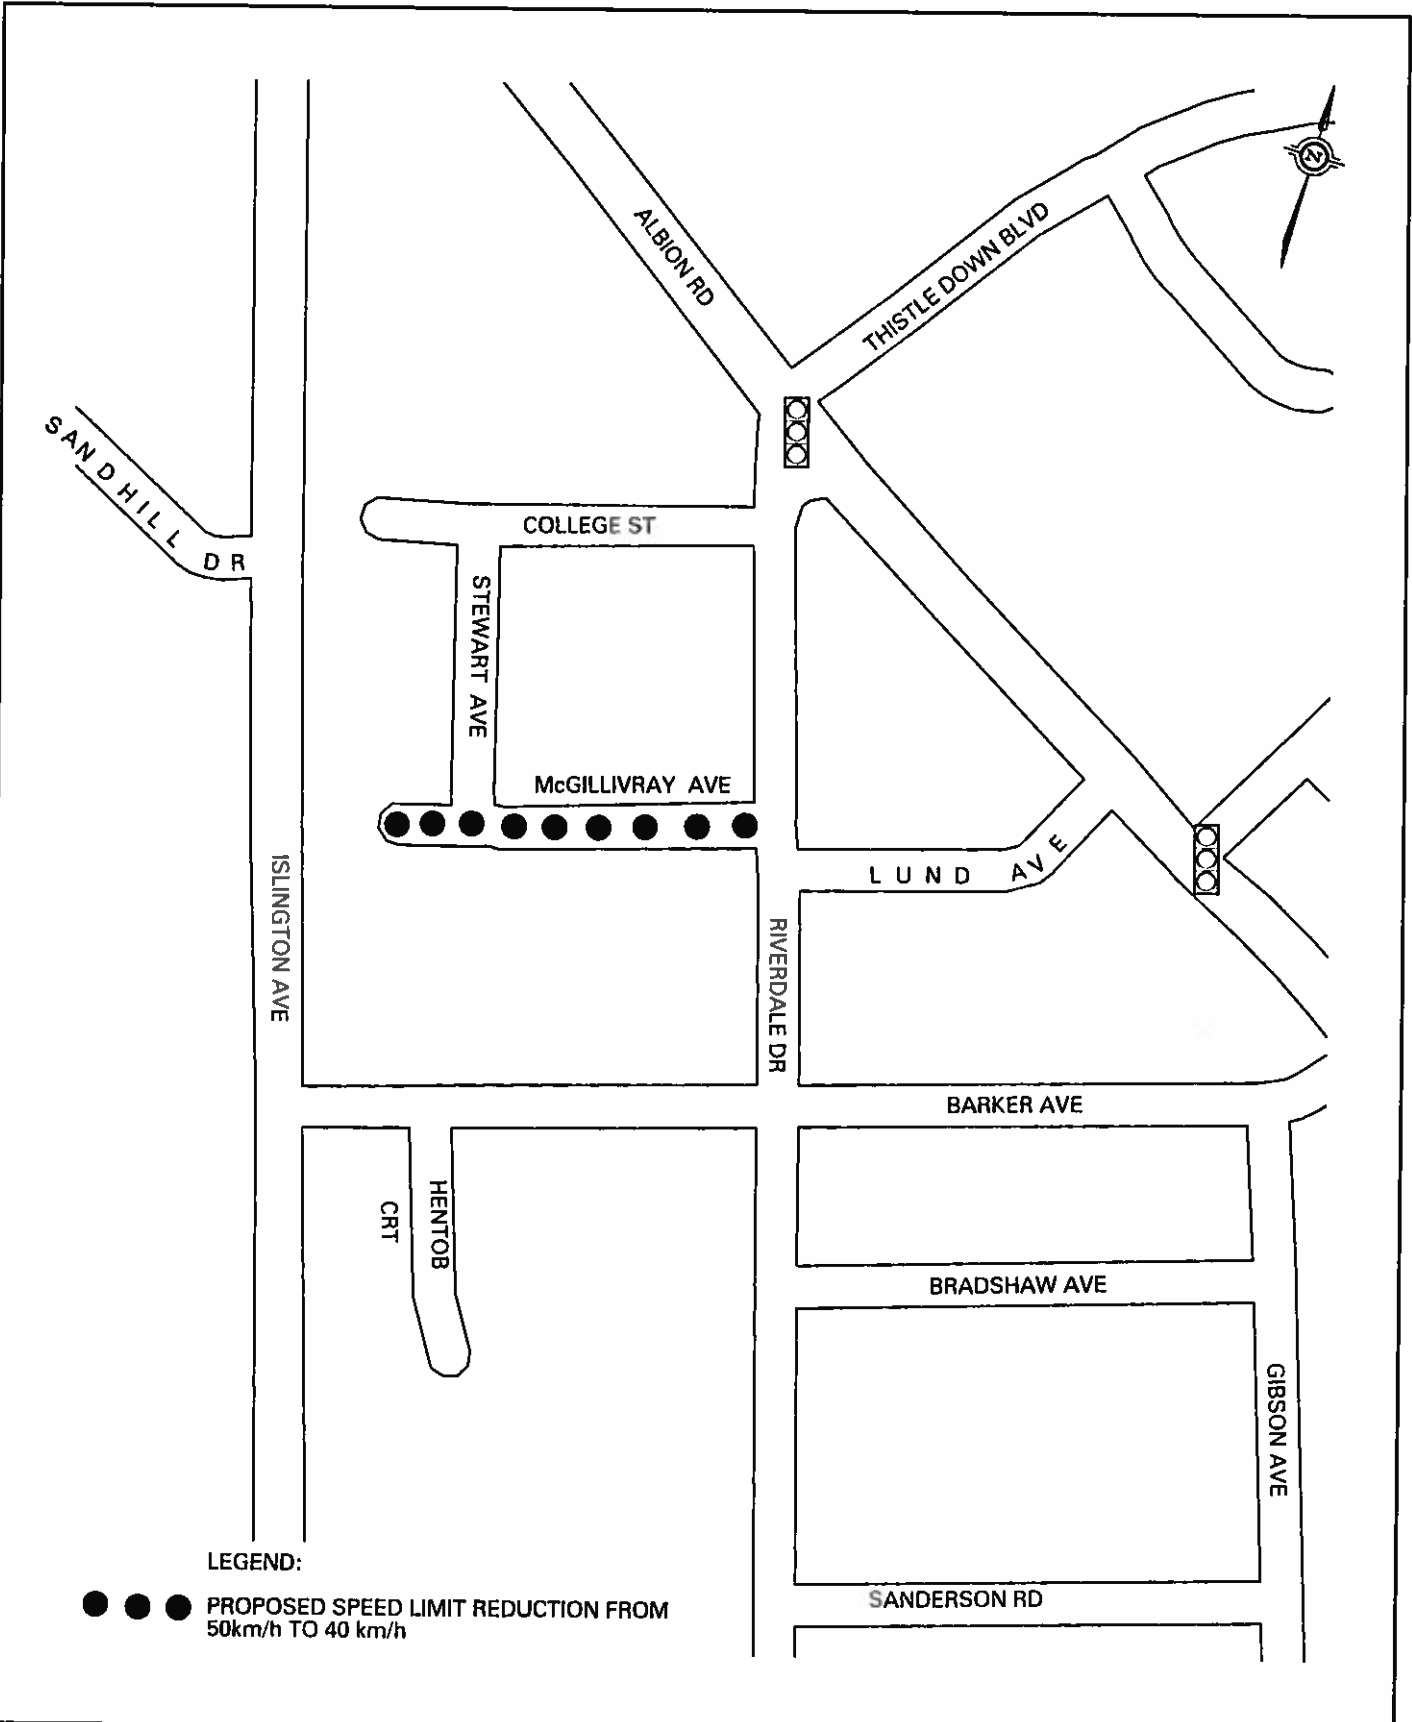 N
ALBION RD
THISTLE DOWN BLVD
SANDHILL DR
COLLEGE ST
STEWART AVE
McGILLIVRAY AVE
LUND AVE
ISLINGTON AVE
RIVERDALE DR
BARKER AVE
HENTOB
CRT
BRADSHAW AVE
GIBSON AVE
SANDERSON RD
LEGEND:
PROPOSED SPEED LIMIT REDUCTION FROM
50km/h TO 40 km/h